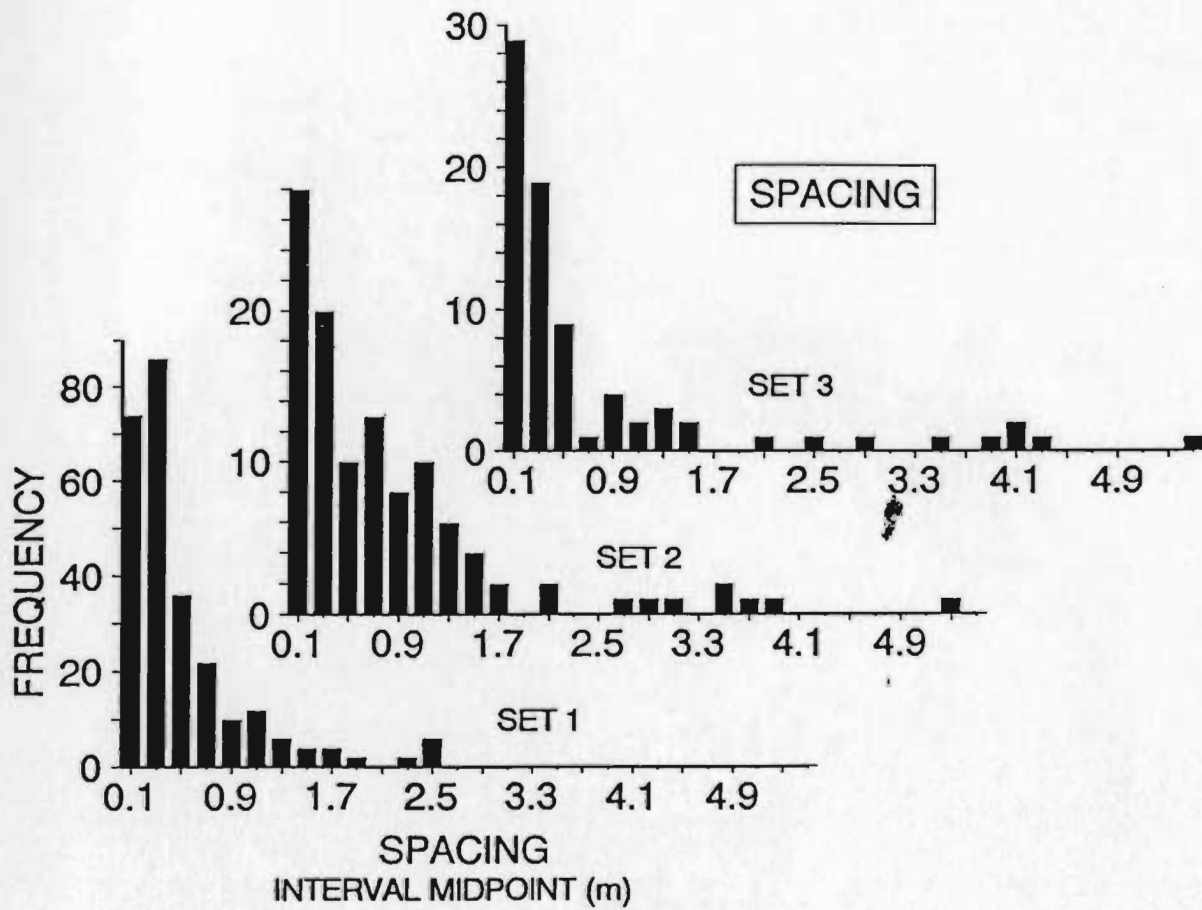 30
20
10
0
SPACING
SET 3
0.1 0.9 1.7 2.5 3.3 4.1 4.9
20
10
0
SET 2
0.1 0.9 1.7 2.5 3.3 4.1 4.9
80
60
40
20
0
FREQUENCY
SET 1
0.1 0.9 1.7 2.5 3.3 4.1 4.9
SPACING
INTERVAL MIDPOINT (m)